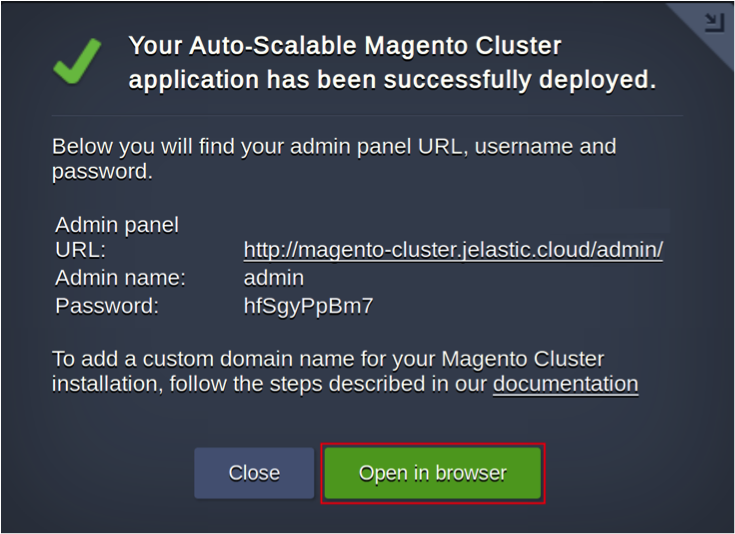 Your Auto-Scalable Magento Cluster
application has been successfully deployed.
Below you will find your admin panel URL, username and
password.
Admin panel
URL: http://magento-cluster.jelastic.cloud/admin/
Admin name: admin
Password: hfSgyPpBm7
To add a custom domain name for your Magento Cluster
installation, follow the steps described in our documentation
Close Open in browser